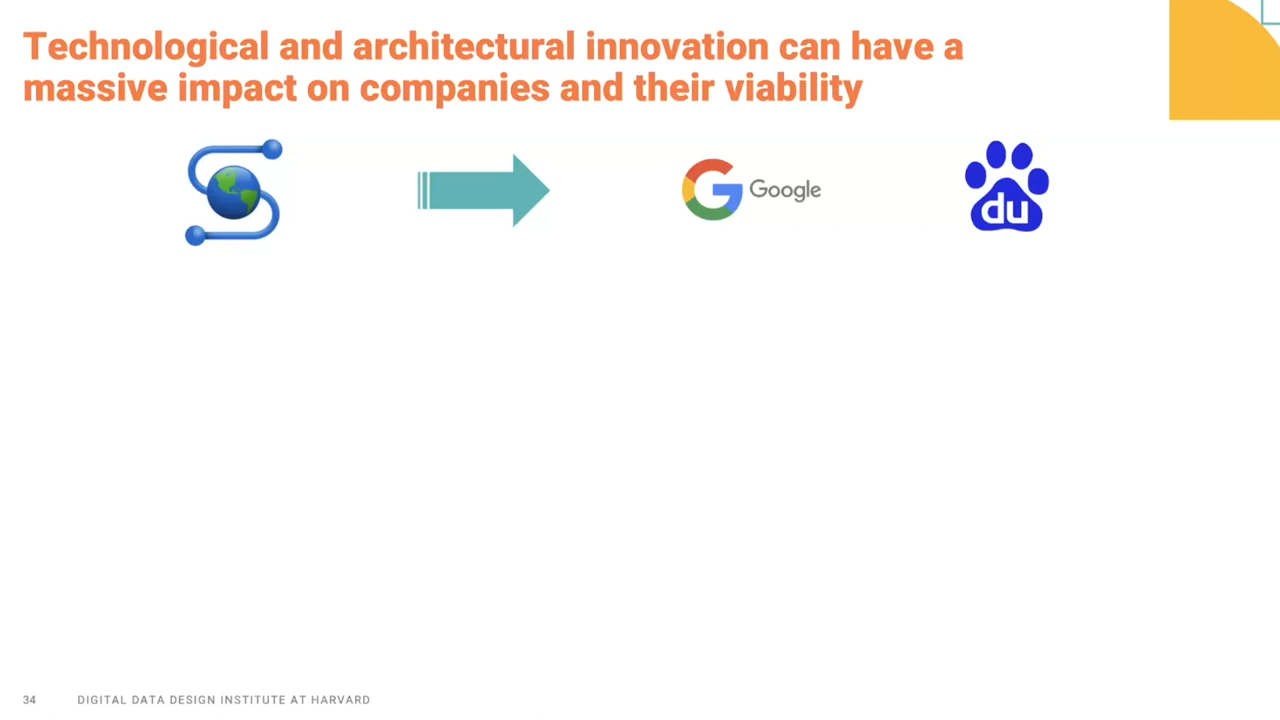 Technological and architectural innovation can have a
massive impact on companies and their viability
Google
du
34 DIGITAL DATA DESIGN INSTITUTE AT HARVARD